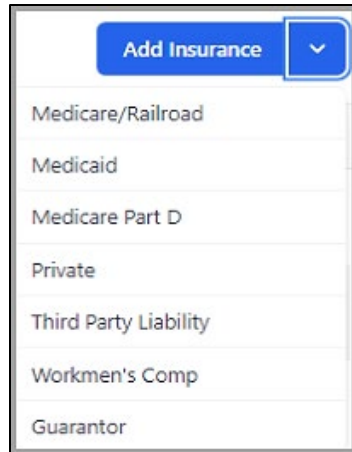 Add Insurance
Medicare/Railroad
Medicaid
Medicare Part D
Private
Third Party Liability
Workmen's Comp
Guarantor